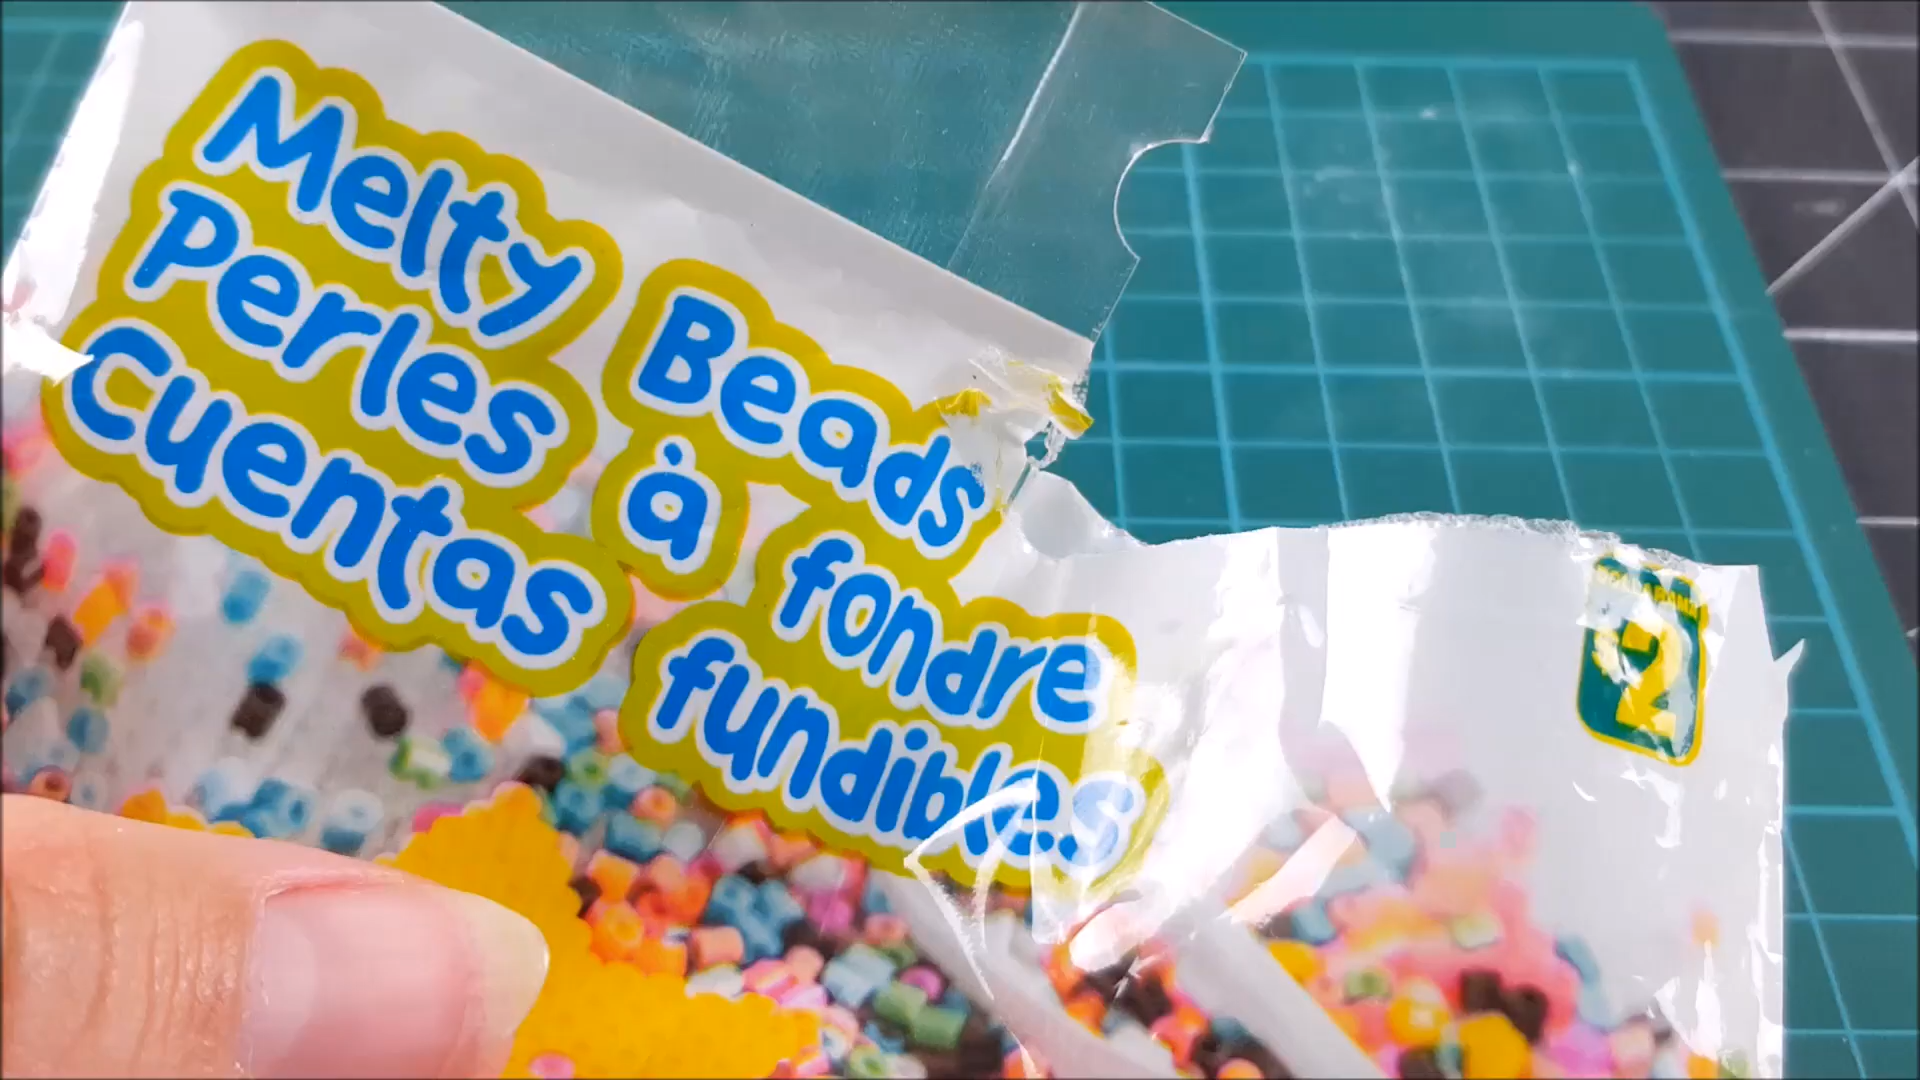 Melty Beads
Perles à fondre
Cuentas fundibles
2